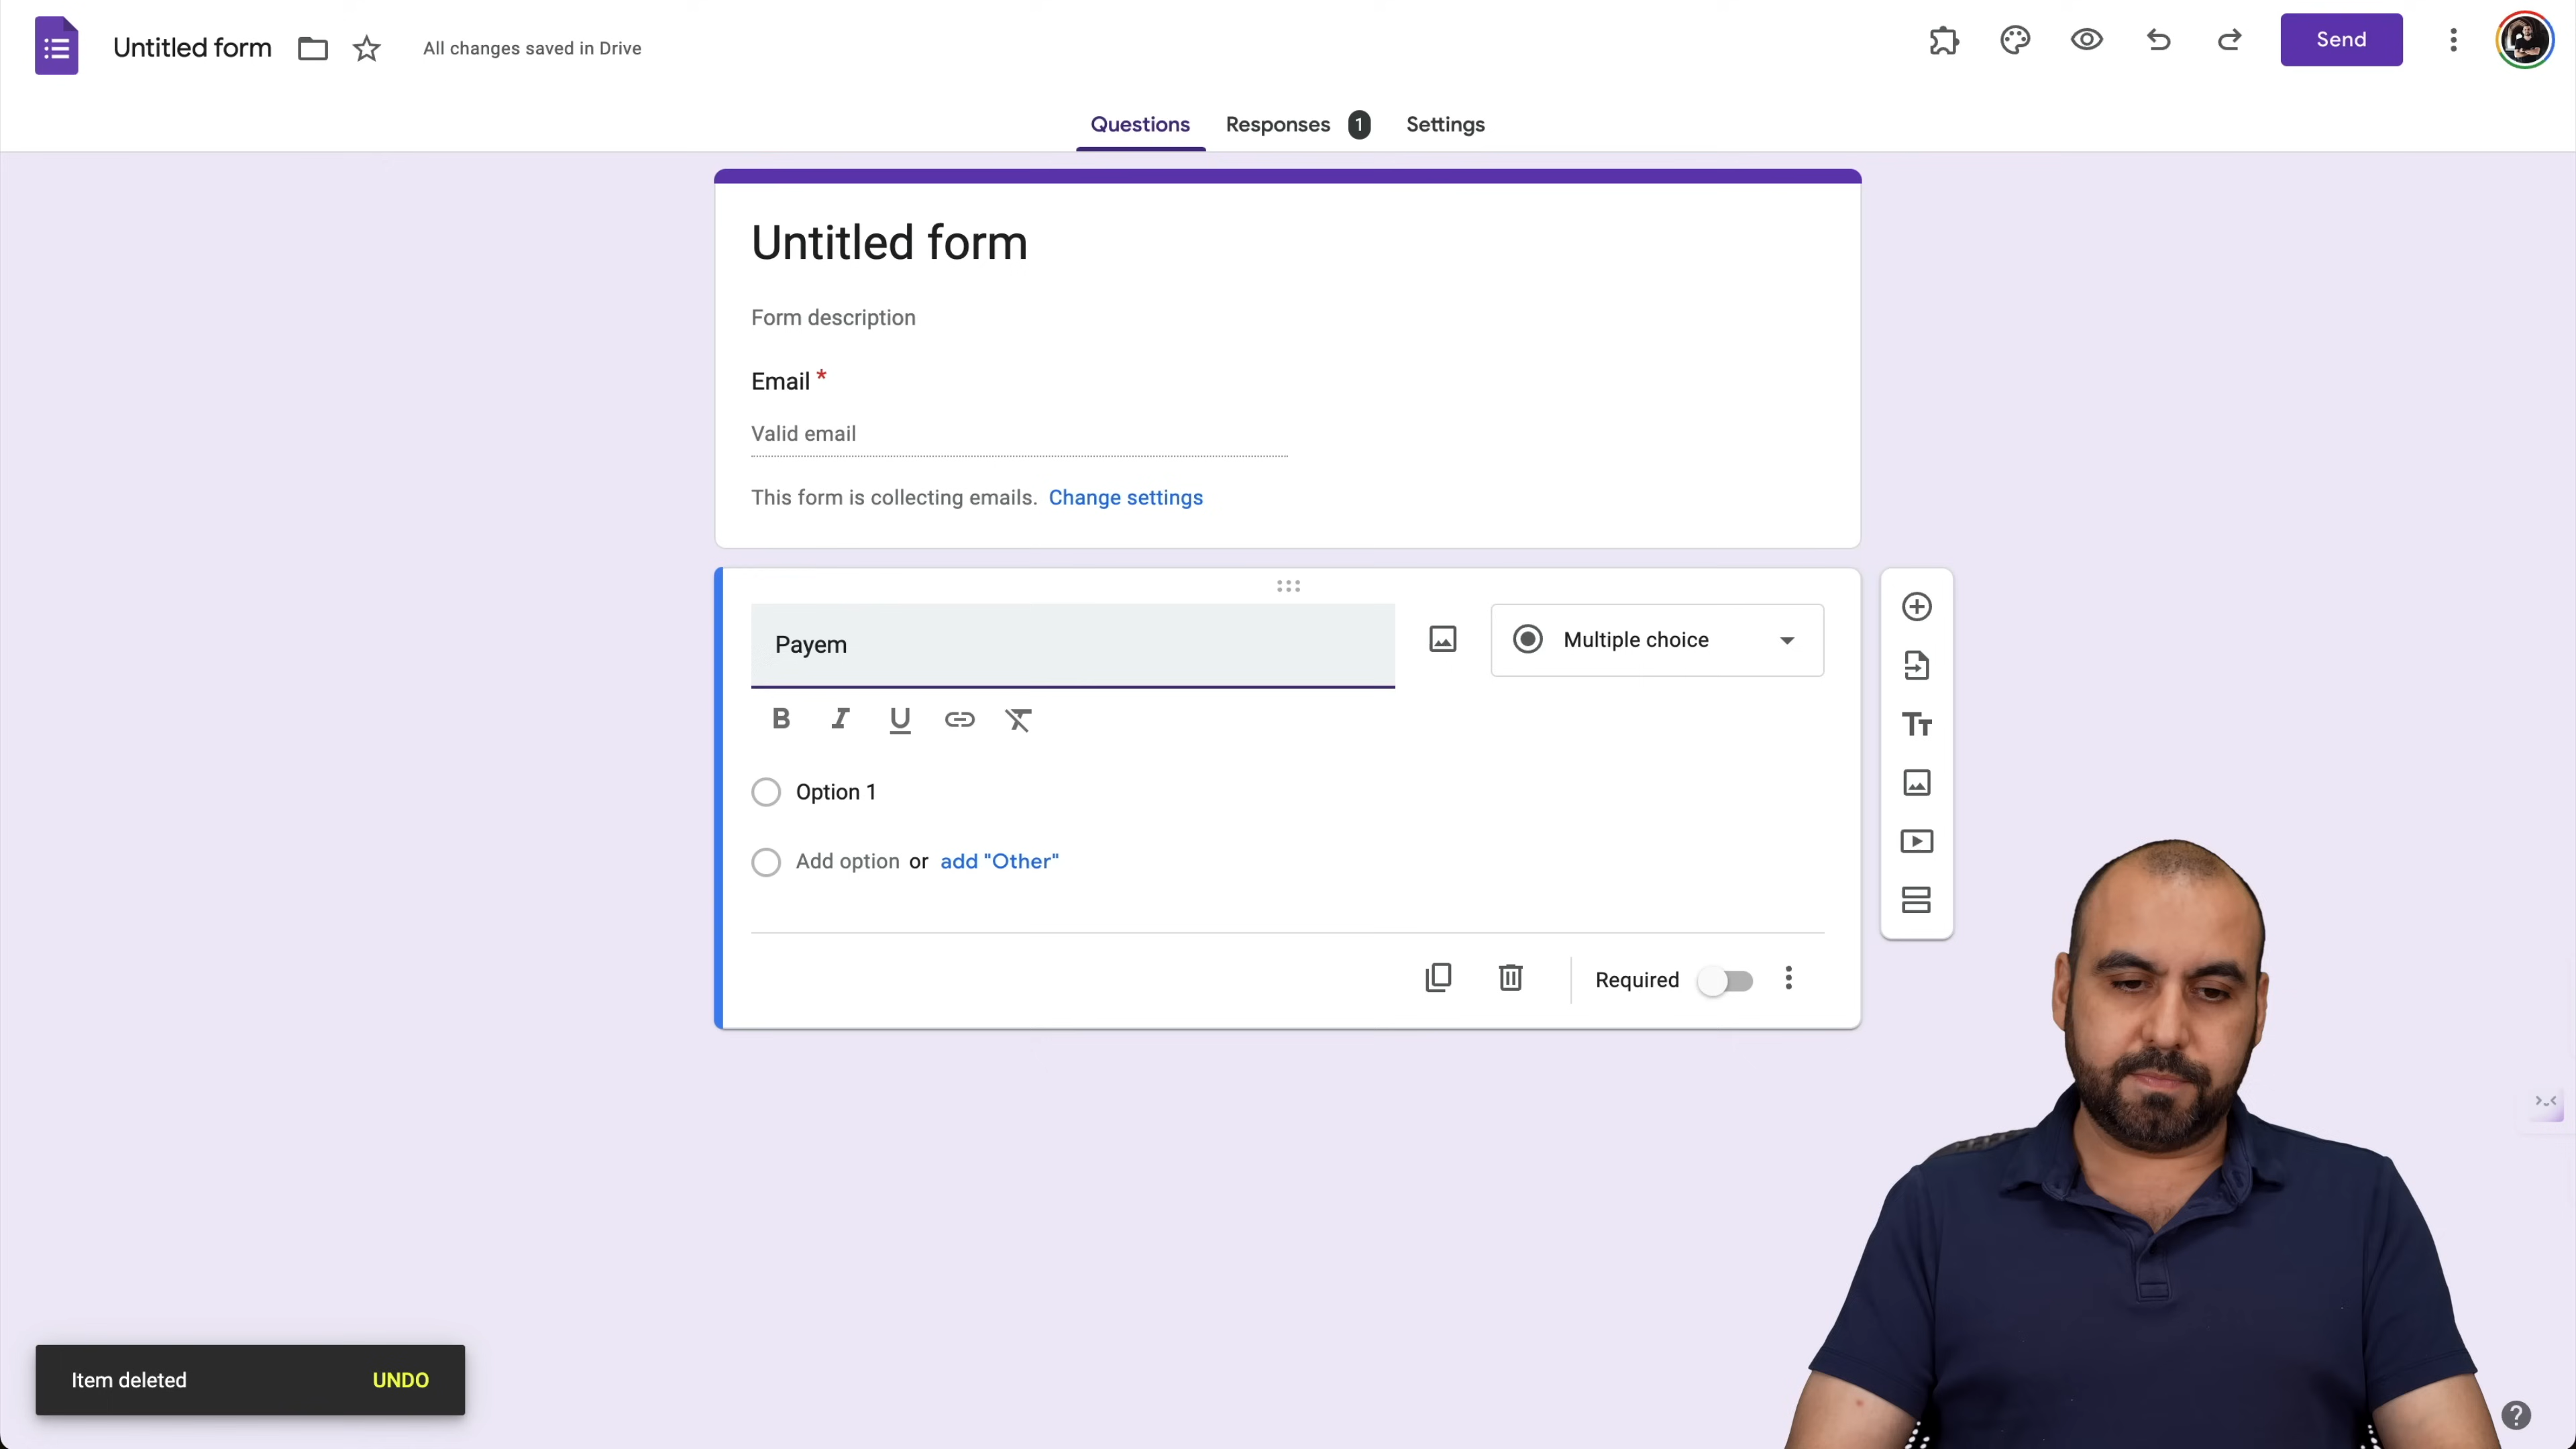 Untitled form
All changes saved in Drive
Send
Questions
Responses 1
Settings
Untitled form
Form description
Email *
Valid email
This form is collecting emails. Change settings
Payem
Multiple choice
B I U
Option 1
Add option or add "Other"
Required
Item deleted
UNDO